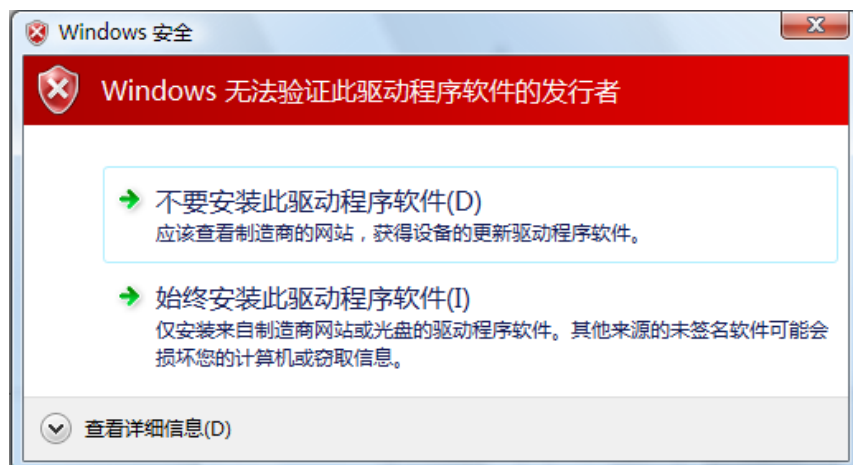 Windows 安全
Windows 无法验证此驱动程序软件的发行者
不要安装此驱动程序软件(D)
应该查看制造商的网站，获得设备的更新驱动程序软件。
始终安装此驱动程序软件(I)
仅安装来自制造商网站或光盘的驱动程序软件。其他来源的未签名软件可能会
损坏您的计算机或窃取信息。
查看详细信息(D)